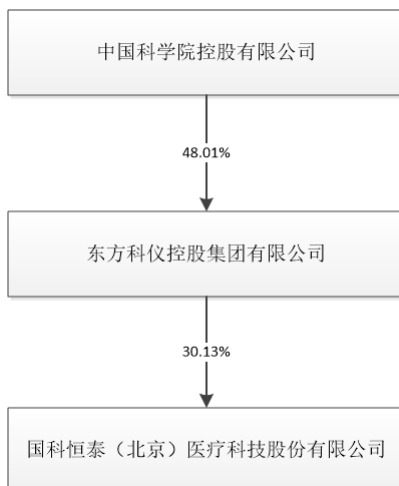 中国科学院控股有限公司
48.01%
东方科仪控股集团有限公司
30.13%
国科恒泰（北京）医疗科技股份有限公司